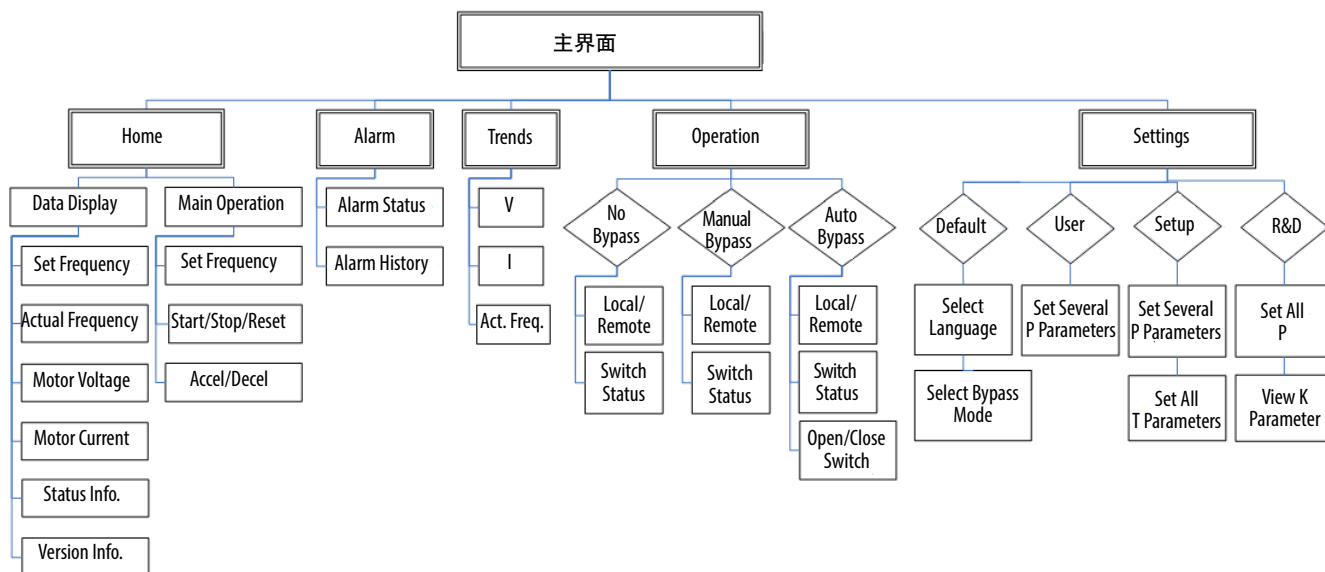 主界面
Home
Alarm
Trends
Operation
Settings
Data Display
Main Operation
Set Frequency
Actual Frequency
Motor Voltage
Motor Current
Status Info.
Version Info.
Set Frequency
Start/Stop/Reset
Accel/Decel
Alarm Status
Alarm History
V
I
Act. Freq.
No
Bypass
Local/
Remote
Switch
Status
Manual
Bypass
Local/
Remote
Switch
Status
Auto
Bypass
Local/
Remote
Switch
Status
Open/Close
Switch
Default
Select
Language
Select Bypass
Mode
User
Set Several
P Parameters
Setup
Set Several
P Parameters
Set All
T Parameters
R&D
Set All
P
View K
Parameter